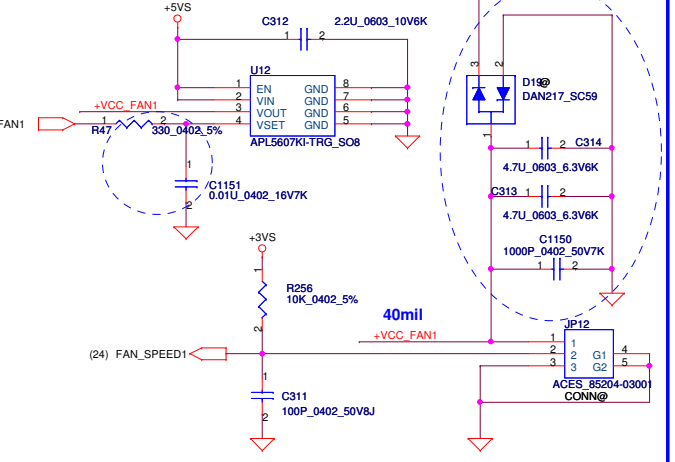 +5VS
C312 2.2U_0603_10V6K
1 2
U12
1 EN GND 8
2 VIN GND 7
3 VOUT GND 6
4 VSET GND 5
APL5607KI-TRG_SO8
+VCC_FAN1
FAN1
R47 1 2 330_0402_5%
1
C1151
0.01U_0402_16V7K
2
3 2
D19@
DAN217_SC59
1
1 2 C314
4.7U_0603_6.3V6K
C313 1 2
4.7U_0603_6.3V6K
C1150
1000P_0402_50V7K
1 2
+3VS
1
R256
10K_0402_5%
2
40mil
+VCC_FAN1
(24) FAN_SPEED1
1
C311
100P_0402_50V8J
2
JP12
1 1
2 2 G1 4
3 3 G2 5
ACES_85204-03001
CONN@